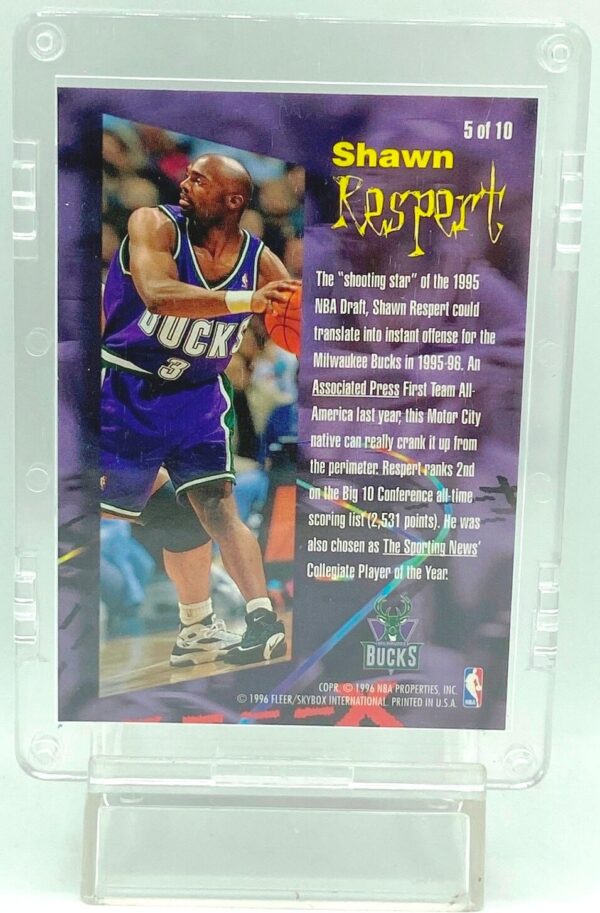 5 of 10
Shawn
Respert
The "shooting star" of the 1995
NBA Draft, Shawn Respert could
translate into instant offense for the
Milwaukee Bucks in 1995-96. An
Associated Press First Team All-
America last year, this Motor City
native can really crank it up from
the perimeter. Respert ranks 2nd
on the Big 10 Conference all-time
scoring list (2,531 points). He was
also chosen as The Sporting News'
Collegiate Player of the Year.
BUCKS
3
BUCKS
NBA
COPR. © 1996 NBA PROPERTIES, INC.
© 1996 FLEER/SKYBOX INTERNATIONAL. PRINTED IN U.S.A.